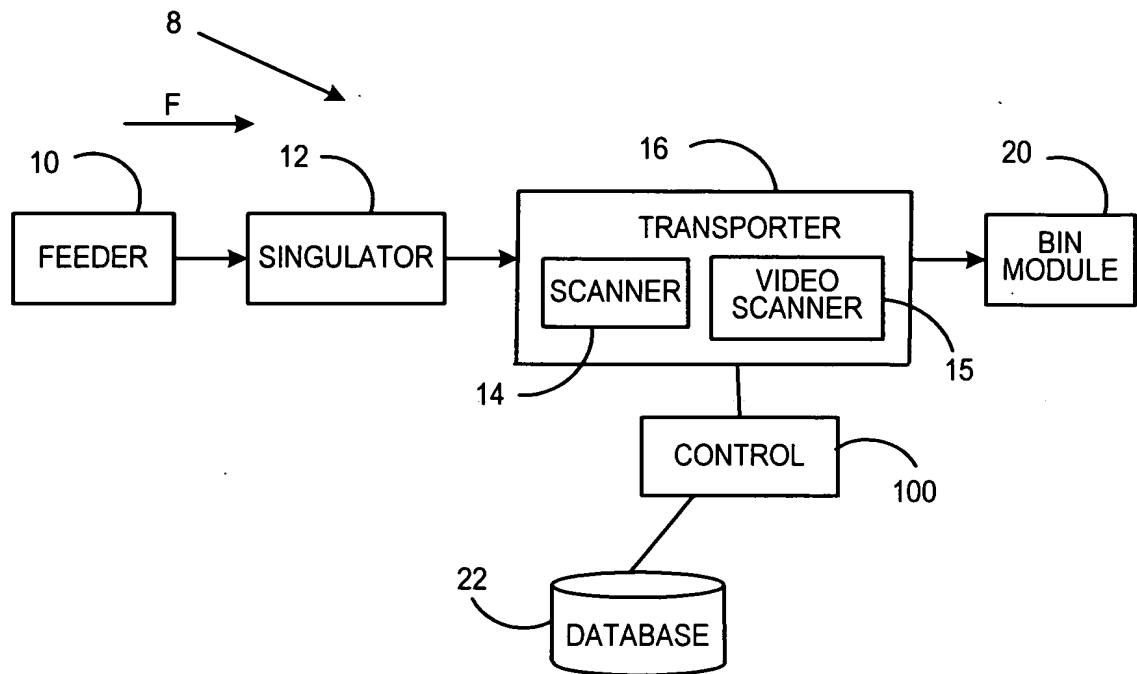 8
F
10
12
16
20
FEEDER
SINGULATOR
TRANSPORTER
SCANNER
VIDEO
SCANNER
BIN
MODULE
14
15
CONTROL
100
22
DATABASE